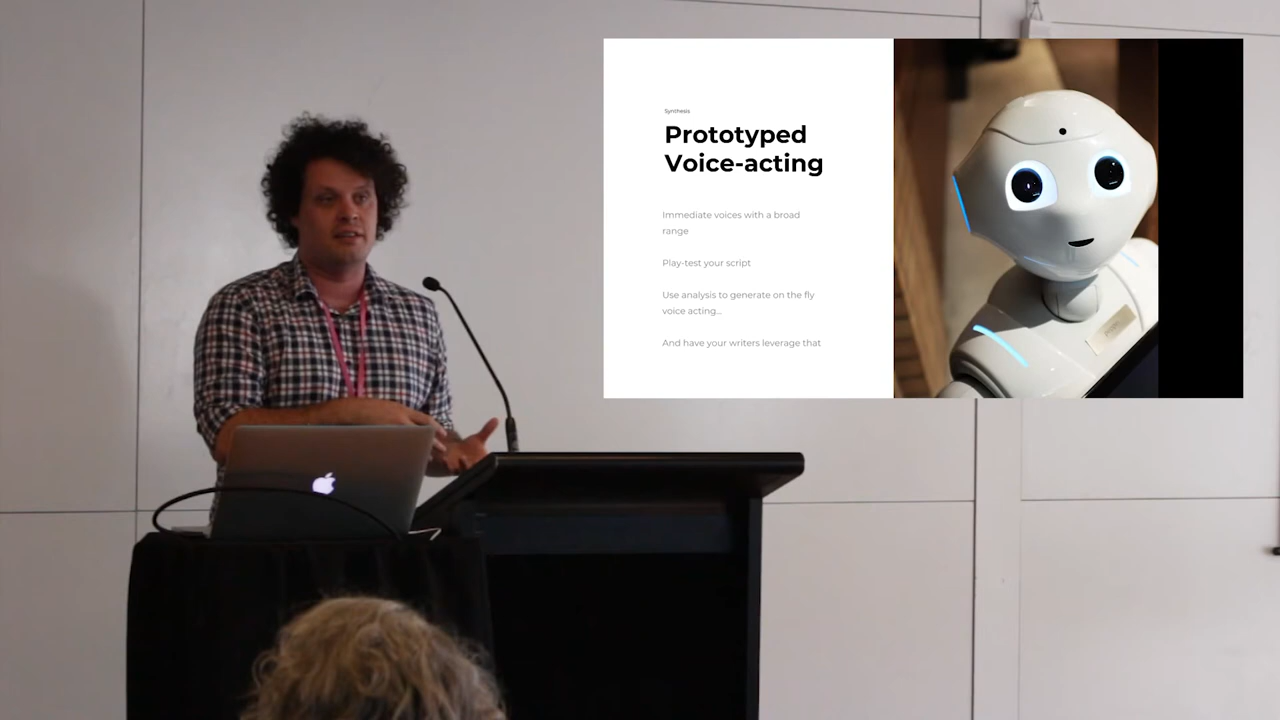 Synthesis
Prototyped
Voice-acting
Immediate voices with a broad
range
Play-test your script
Use analysis to generate on the fly
voice acting...
And have your writers leverage that